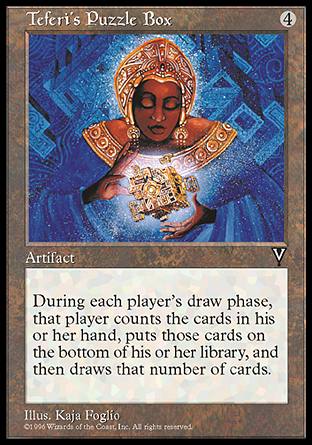 Teferi's Puzzle Box 4
Artifact
V
During each player's draw phase,
that player counts the cards in his
or her hand, puts those cards on
the bottom of his or her library, and
then draws that number of cards.
Illus. Kaja Foglio
©1996 Wizards of the Coast, Inc. All rights reserved.